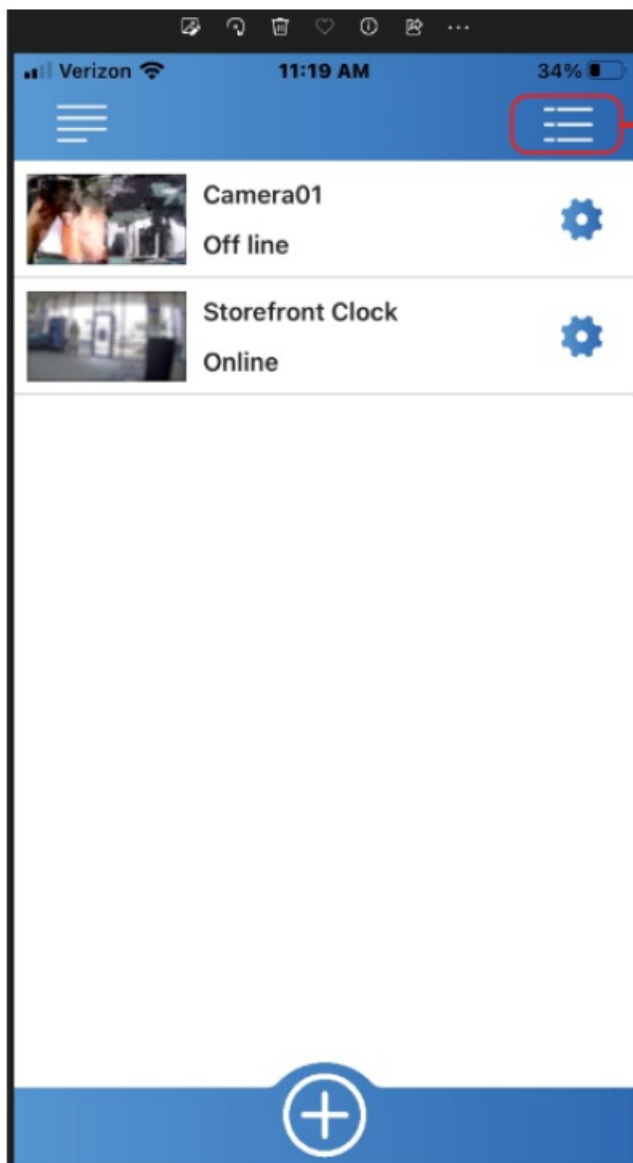 Verizon 11:19 AM 34%
Camera01
Off line
Storefront Clock
Online